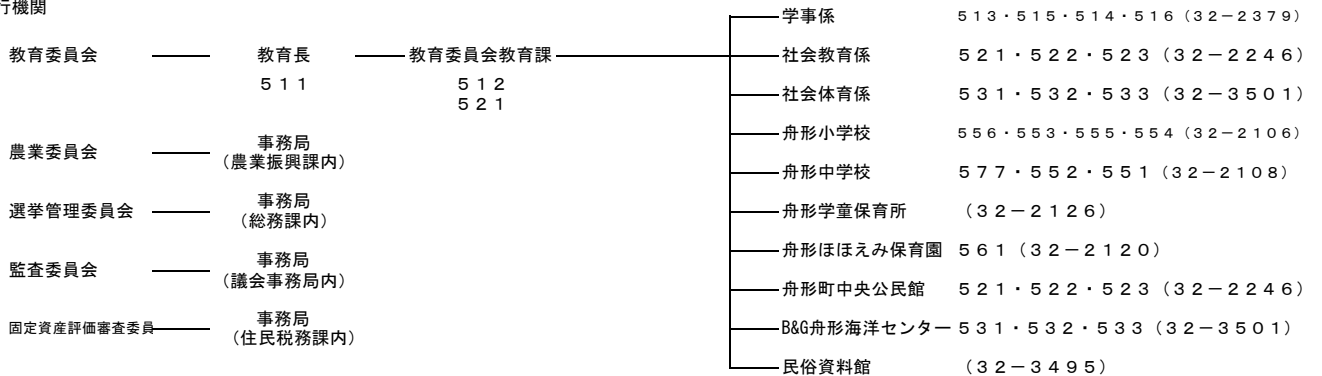 行機関
学事係 513・515・514・516(32-2379)
教育委員会 教育長 教育委員会教育課 社会教育係 521・522・523(32-2246)
511 512
521
社会体育係 531・532・533(32-3501)
舟形小学校 556・553・555・554(32-2106)
農業委員会 事務局
(農業振興課内)
舟形中学校 577・552・551(32-2108)
選挙管理委員会 事務局
(総務課内)
舟形学童保育所 (32-2126)
舟形ほほえみ保育園 561(32-2120)
監査委員会 事務局
(議会事務局内)
舟形町中央公民館 521・522・523(32-2246)
固定資産評価審査委員 事務局
(住民税務課内)
B&G舟形海洋センター 531・532・533(32-3501)
民俗資料館 (32-3495)